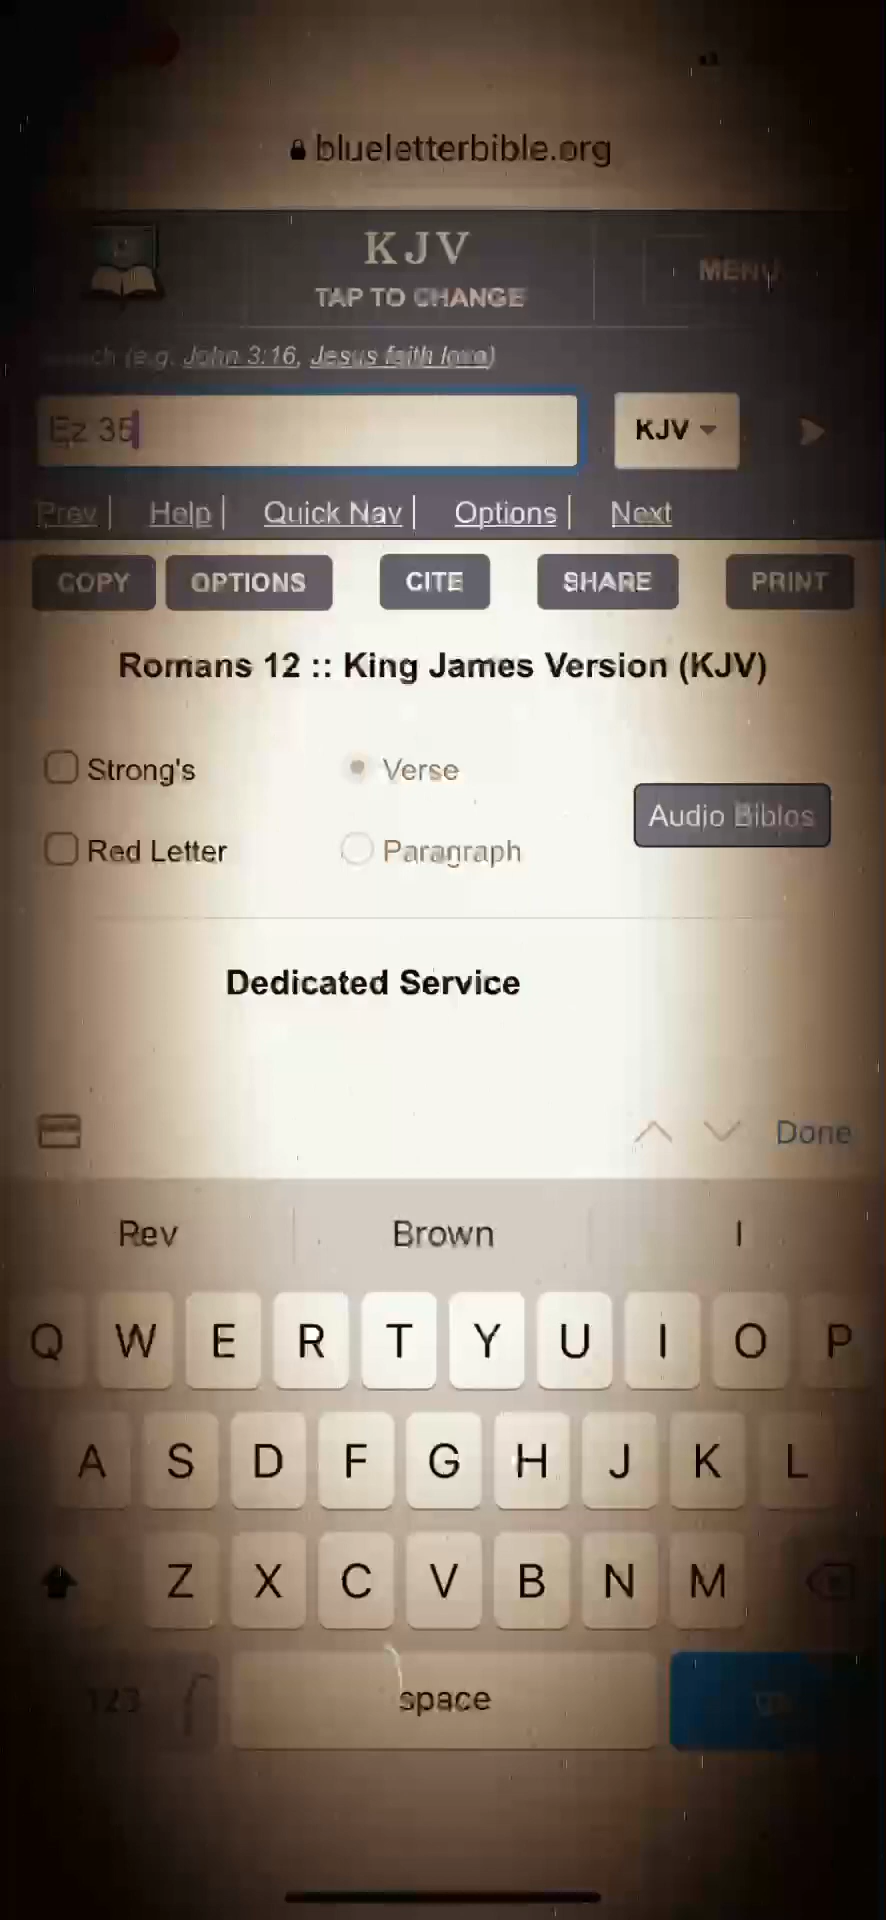 blueletterbible.org
KJV
TAP TO CHANGE
MENU
(e.g. John 3:16, Jesus faith love)
Ez 35
KJV
Prev | Help | Quick Nav | Options | Next
COPY OPTIONS CITE SHARE PRINT
Romans 12 :: King James Version (KJV)
Strong's Verse
Audio Bibles
Red Letter Paragraph
Dedicated Service
Done
Rev Brown I
Q W E R T Y U I O P
A S D F G H J K L
Z X C V B N M
123 space go